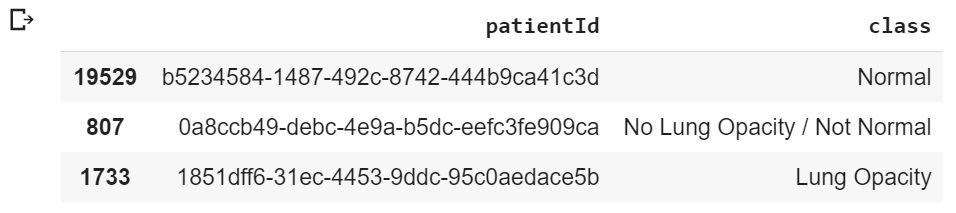 patientId class
19529 b5234584-1487-492c-8742-444b9ca41c3d Normal
807 0a8ccb49-debc-4e9a-b5dc-eefc3fe909ca No Lung Opacity / Not Normal
1733 1851dff6-31ec-4453-9ddc-95c0aedace5b Lung Opacity